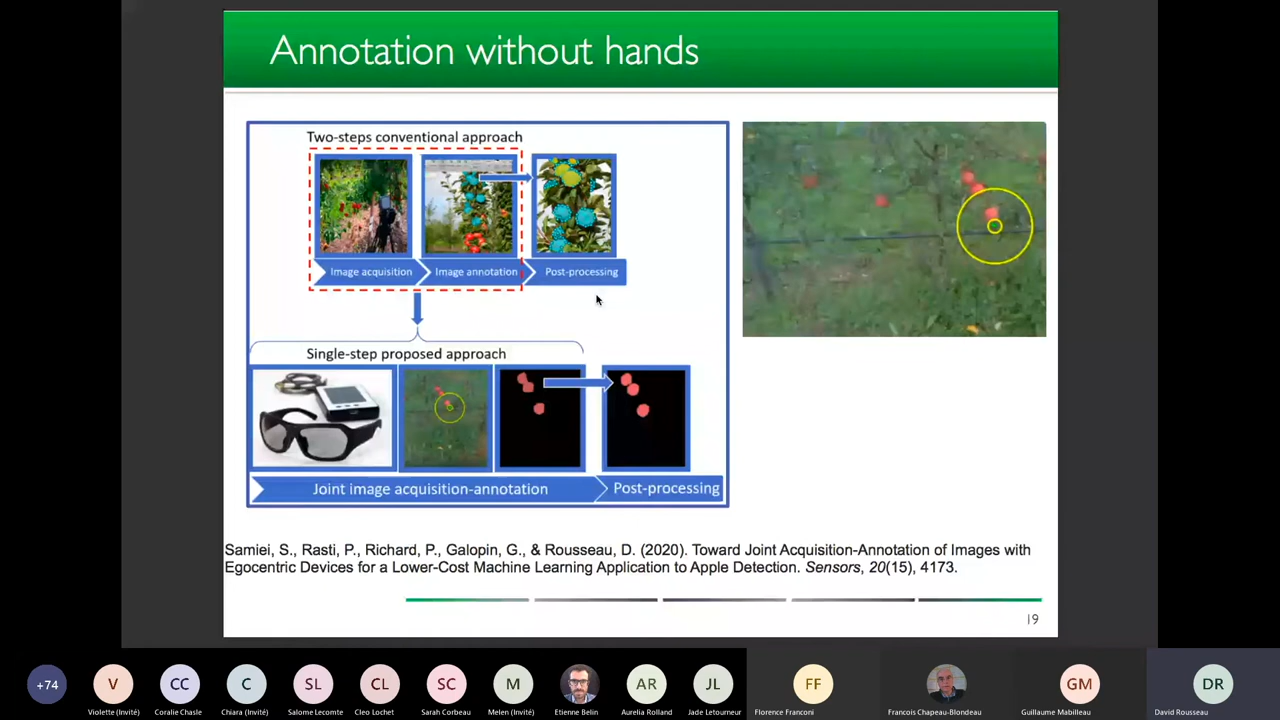 Annotation without hands
Two-steps conventional approach
Image acquisition
Image annotation
Post-processing
Single-step proposed approach
Joint image acquisition-annotation
Post-processing
Samiei, S., Rasti, P., Richard, P., Galopin, G., & Rousseau, D. (2020). Toward Joint Acquisition-Annotation of Images with
Egocentric Devices for a Lower-Cost Machine Learning Application to Apple Detection. Sensors, 20(15), 4173.
19
+74
V
CC
C
SL
CL
SC
M
AR
JL
FF
GM
DR
Violette (Invité)
Coralie Chasle
Chiara (Invité)
Salome Lecomte
Cleo Lochet
Sarah Corbeau
Melen (Invité)
Etienne Belin
Aurelia Rolland
Jade Letourneur
Florence Franconi
Francois Chapeau-Blondeau
Guillaume Mabilleau
David Rousseau